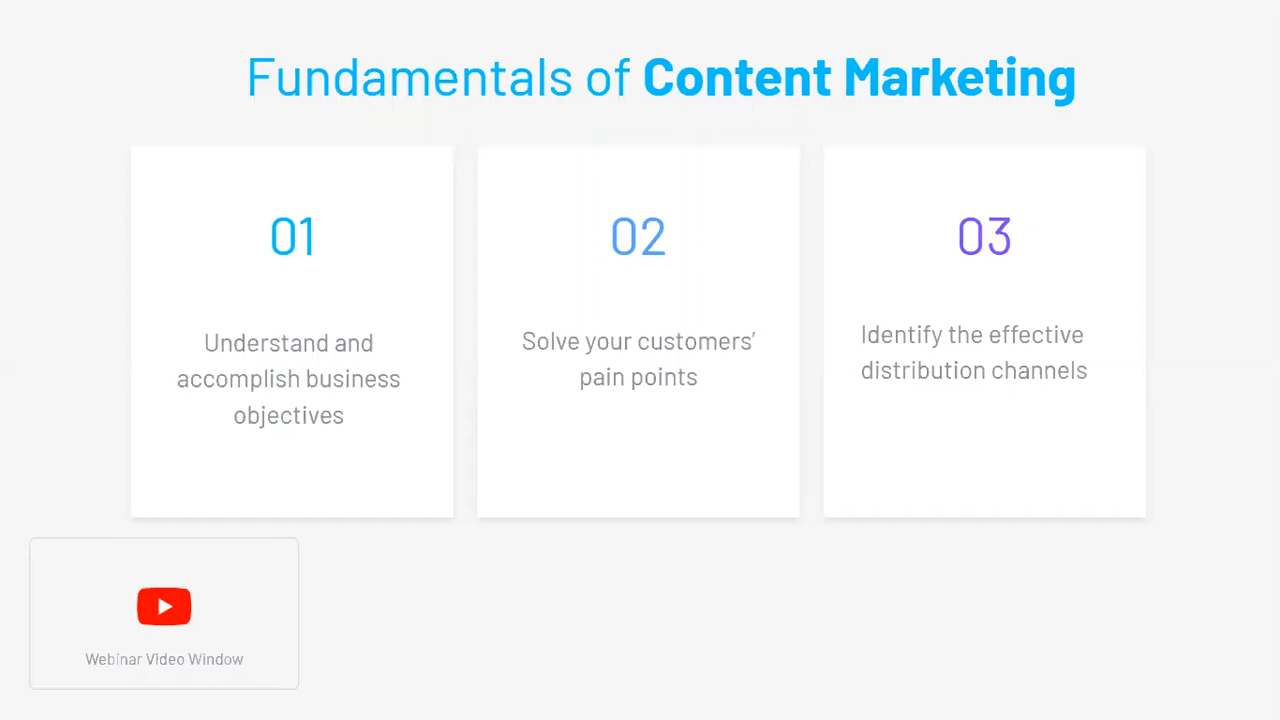 Fundamentals of Content Marketing
01
Understand and
accomplish business
objectives
02
Solve your customers’
pain points
03
Identify the effective
distribution channels
Webinar Video Window